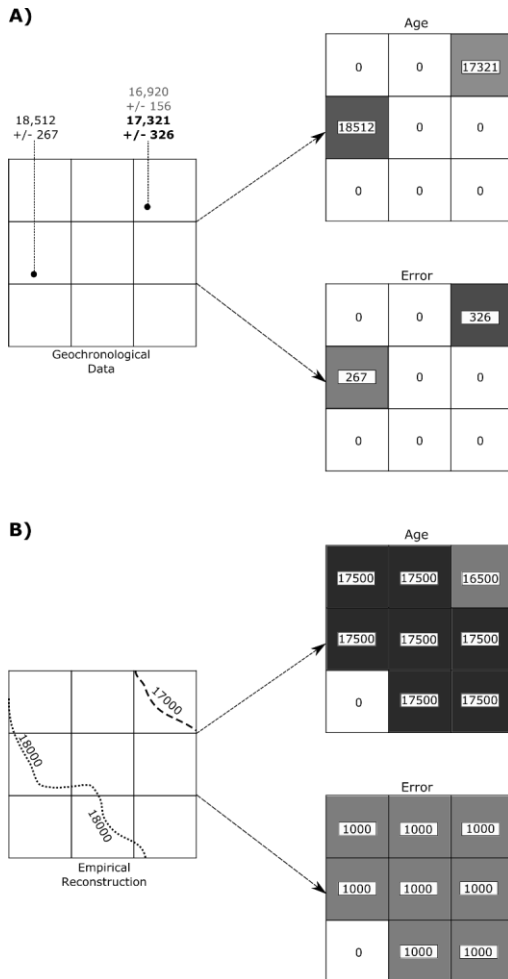 A)
Age
0 0 17321
18512 0 0
0 0 0
16,920
+/- 156
17,321
+/- 326
18,512
+/- 267
Geochronological
Data
Error
0 0 326
267 0 0
0 0 0
B)
Age
17500 17500 16500
17500 17500 17500
0 17500 17500
17000
18000
18000
Empirical
Reconstruction
Error
1000 1000 1000
1000 1000 1000
0 1000 1000